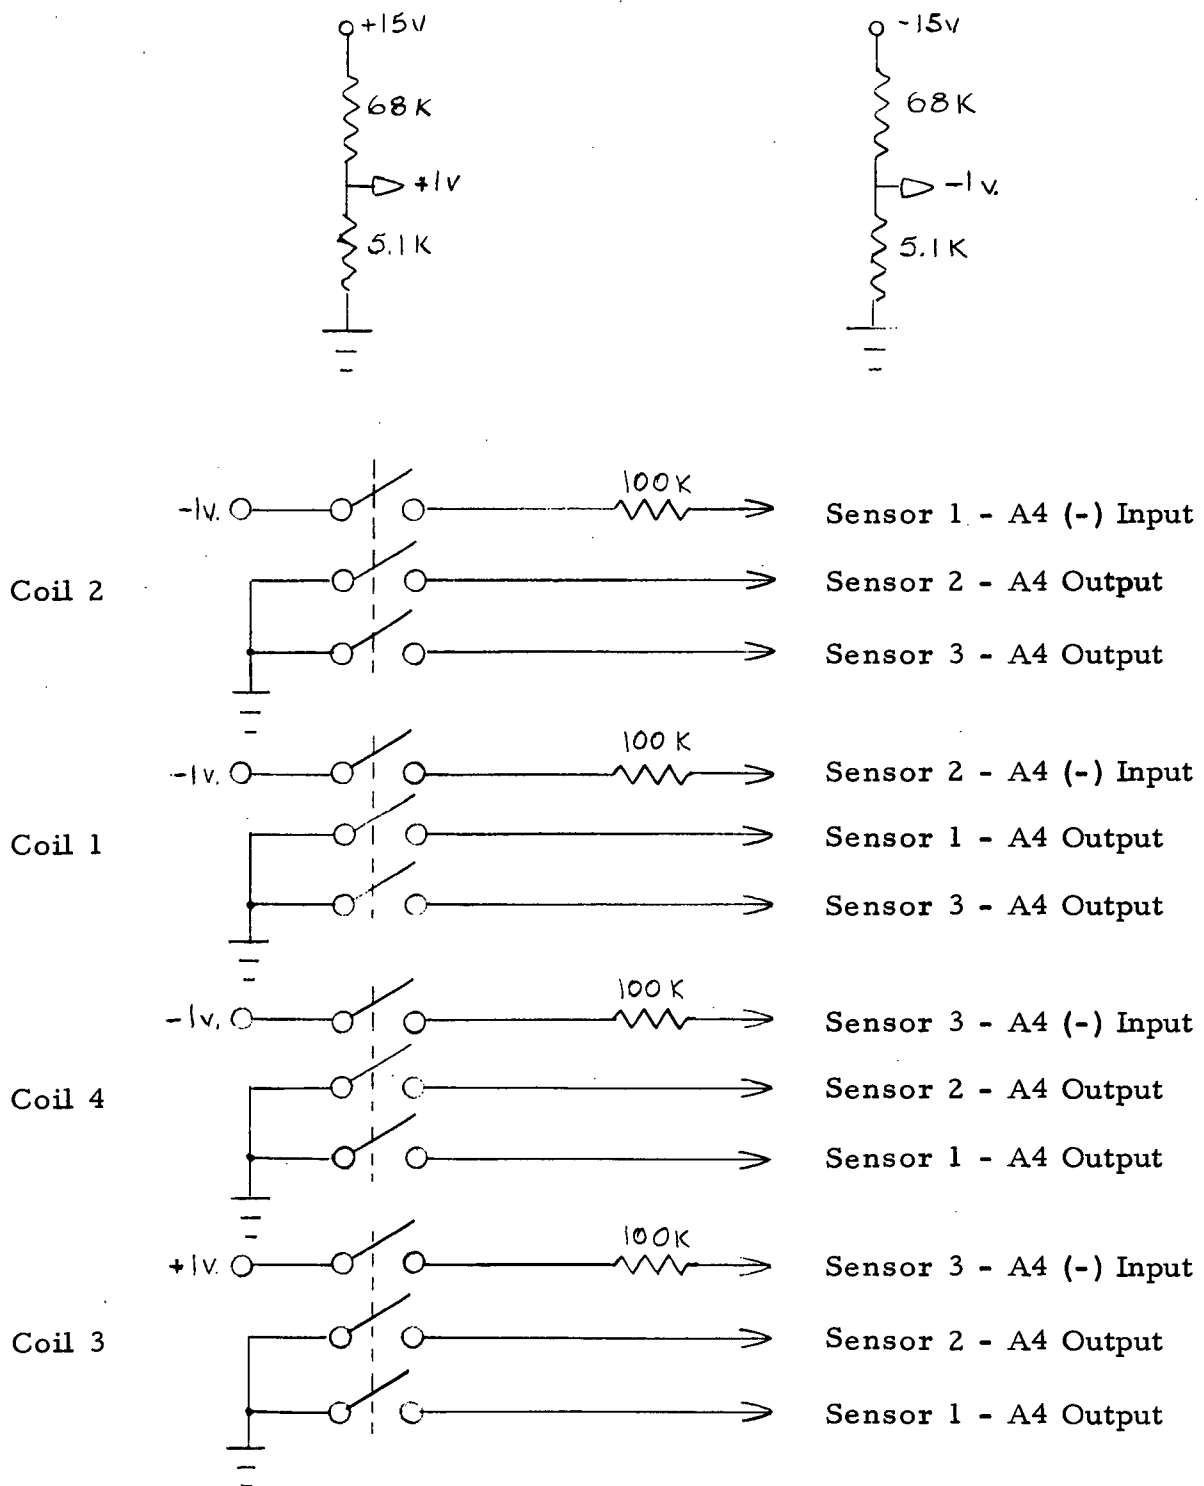 +15v
-15v
68K
68K
+1v
-1v.
5.1K
5.1K
100K
-1v.
Sensor 1 - A4 (-) Input
Coil 2
Sensor 2 - A4 Output
Sensor 3 - A4 Output
100K
-1v.
Sensor 2 - A4 (-) Input
Coil 1
Sensor 1 - A4 Output
Sensor 3 - A4 Output
100K
-1v.
Sensor 3 - A4 (-) Input
Coil 4
Sensor 2 - A4 Output
Sensor 1 - A4 Output
100K
+1v.
Sensor 3 - A4 (-) Input
Coil 3
Sensor 2 - A4 Output
Sensor 1 - A4 Output